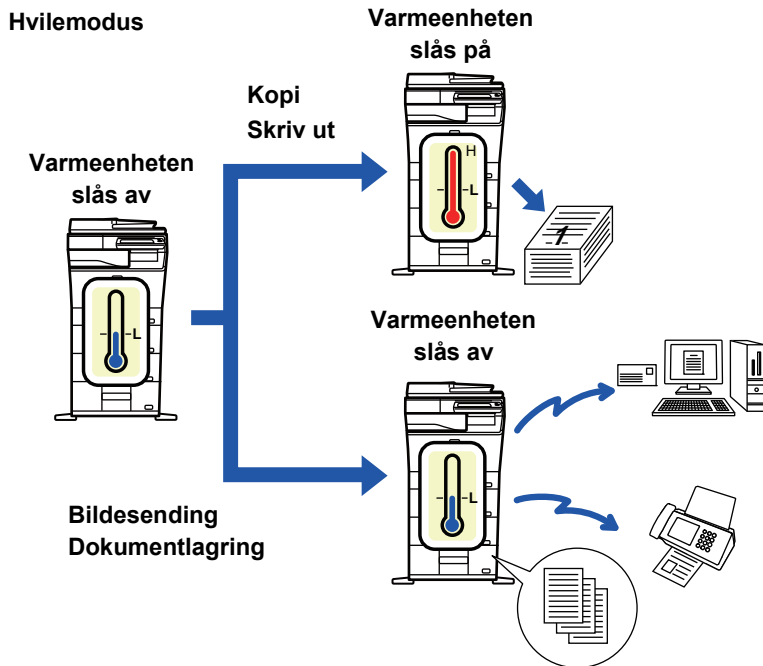 Hvilemodus
Varmeenheten
slås på
Kopi
Skriv ut
H
L
1
Varmeenheten
slås av
L
Varmeenheten
slås av
L
Bildesending
Dokumentlagring